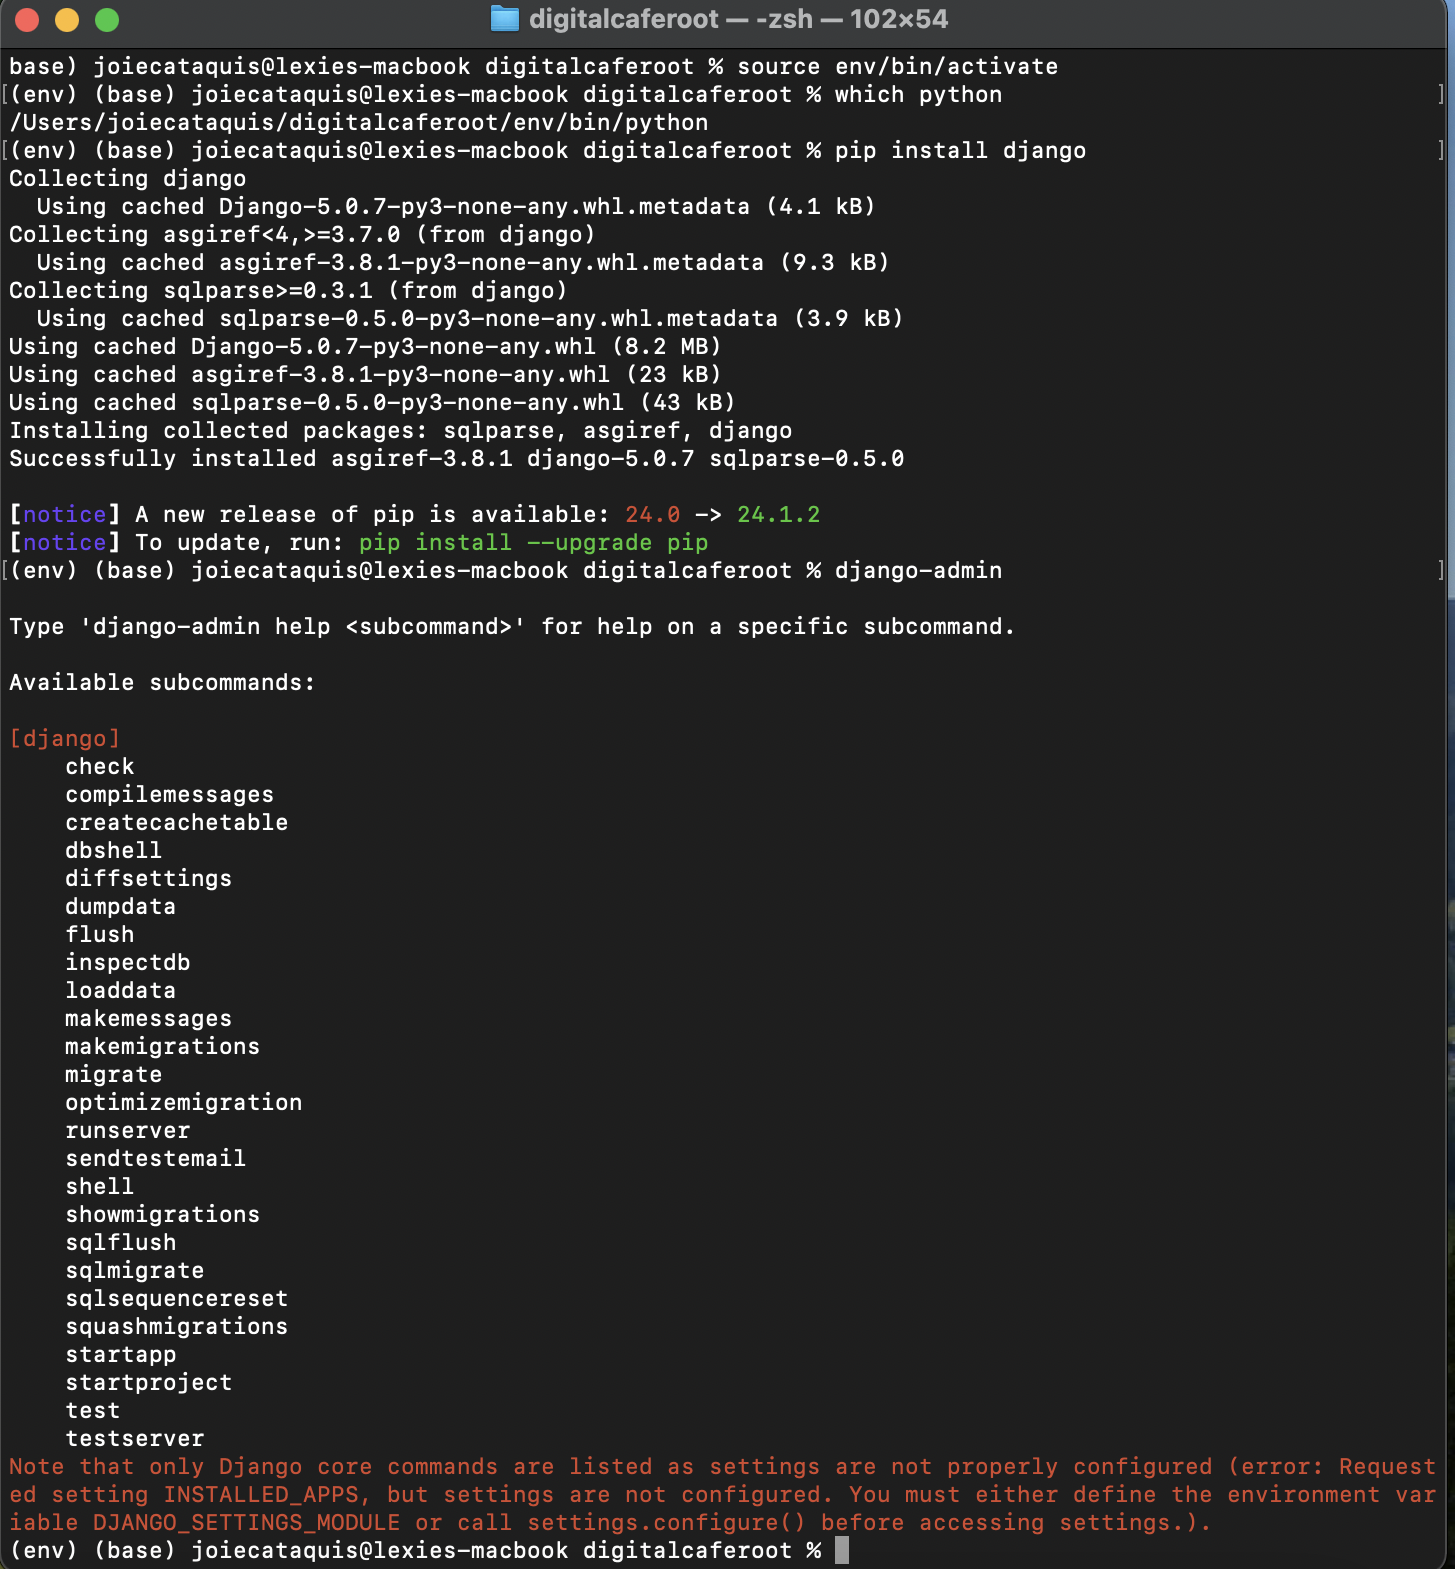 digitalcaferoot — -zsh — 102×54
base) joiecataquis@lexies-macbook digitalcaferoot % source env/bin/activate
[(env) (base) joiecataquis@lexies-macbook digitalcaferoot % which python ]
/Users/joiecataquis/digitalcaferoot/env/bin/python
[(env) (base) joiecataquis@lexies-macbook digitalcaferoot % pip install django ]
Collecting django
  Using cached Django-5.0.7-py3-none-any.whl.metadata (4.1 kB)
Collecting asgiref<4,>=3.7.0 (from django)
  Using cached asgiref-3.8.1-py3-none-any.whl.metadata (9.3 kB)
Collecting sqlparse>=0.3.1 (from django)
  Using cached sqlparse-0.5.0-py3-none-any.whl.metadata (3.9 kB)
Using cached Django-5.0.7-py3-none-any.whl (8.2 MB)
Using cached asgiref-3.8.1-py3-none-any.whl (23 kB)
Using cached sqlparse-0.5.0-py3-none-any.whl (43 kB)
Installing collected packages: sqlparse, asgiref, django
Successfully installed asgiref-3.8.1 django-5.0.7 sqlparse-0.5.0
[notice] A new release of pip is available: 24.0 -> 24.1.2
[notice] To update, run: pip install --upgrade pip
[(env) (base) joiecataquis@lexies-macbook digitalcaferoot % django-admin ]
Type 'django-admin help <subcommand>' for help on a specific subcommand.
Available subcommands:
[django]
    check
    compilemessages
    createcachetable
    dbshell
    diffsettings
    dumpdata
    flush
    inspectdb
    loaddata
    makemessages
    makemigrations
    migrate
    optimizemigration
    runserver
    sendtestemail
    shell
    showmigrations
    sqlflush
    sqlmigrate
    sqlsequencereset
    squashmigrations
    startapp
    startproject
    test
    testserver
Note that only Django core commands are listed as settings are not properly configured (error: Request
ed setting INSTALLED_APPS, but settings are not configured. You must either define the environment var
iable DJANGO_SETTINGS_MODULE or call settings.configure() before accessing settings.).
(env) (base) joiecataquis@lexies-macbook digitalcaferoot %